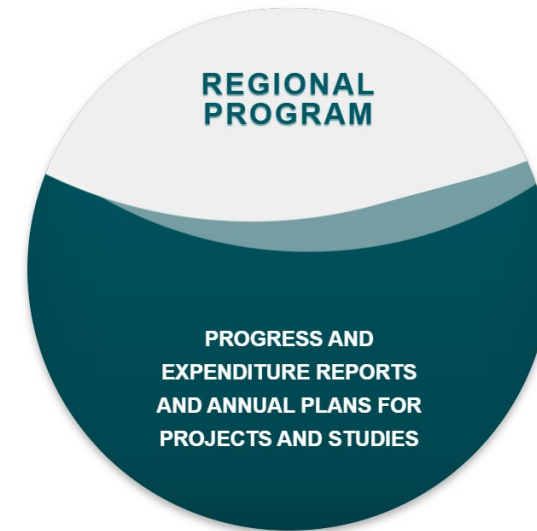 REGIONAL
PROGRAM
PROGRESS AND
EXPENDITURE REPORTS
AND ANNUAL PLANS FOR
PROJECTS AND STUDIES